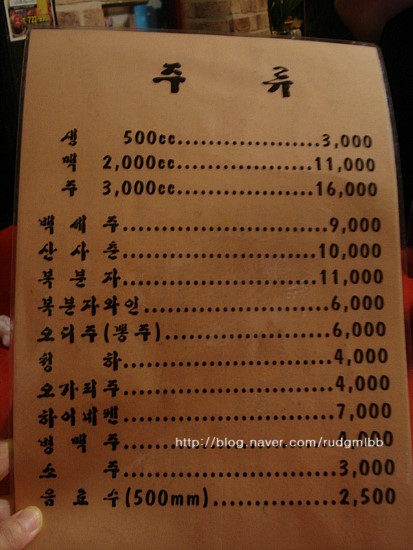 주 류
생 500cc....................3,000
맥 2,000cc...................11,000
주 3,000cc...................16,000
백 세 주.............................9,000
산 사 춘...........................10,000
복 분 자...........................11,000
복분자와인..........................6,000
오디주(뽕주).......................6,000
청 하.............................4,000
오가피주.............................4,000
하이네켄.............................7,000
병 맥 주.............................4,000
http://blog.naver.com/rudgmlbb
소 주.............................3,000
음 료 수(500mm)..................2,500